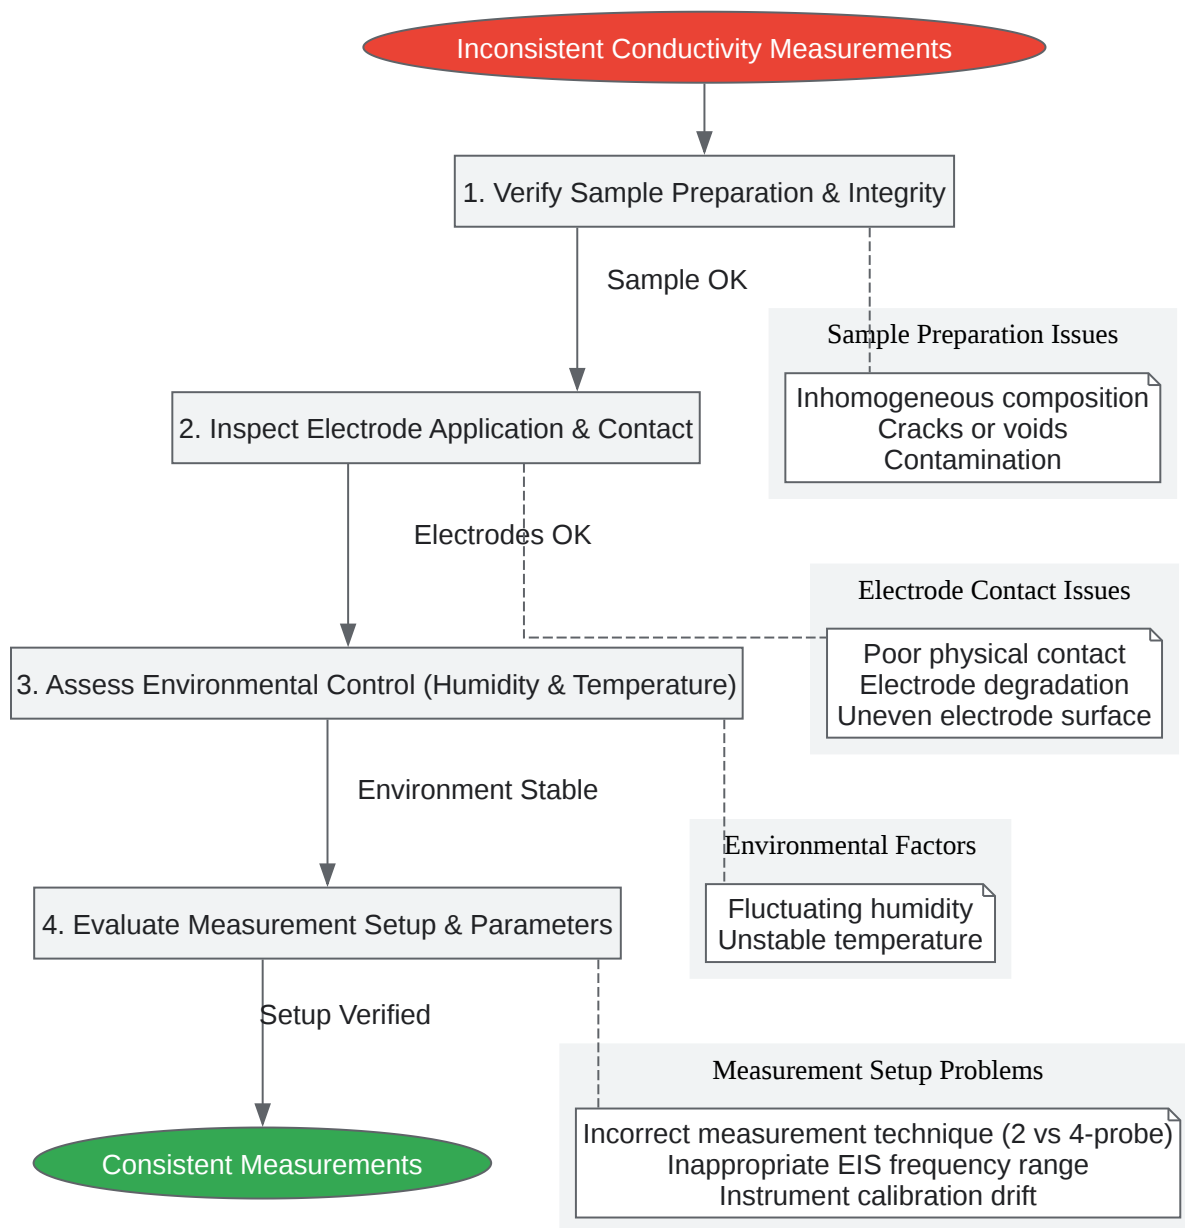 Inconsistent Conductivity Measurements
1. Verify Sample Preparation & Integrity
Sample OK
Sample Preparation Issues
Inhomogeneous composition
Cracks or voids
Contamination
2. Inspect Electrode Application & Contact
Electrodes OK
Electrode Contact Issues
Poor physical contact
Electrode degradation
Uneven electrode surface
3. Assess Environmental Control (Humidity & Temperature)
Environment Stable
Environmental Factors
Fluctuating humidity
Unstable temperature
4. Evaluate Measurement Setup & Parameters
Setup Verified
Measurement Setup Problems
Incorrect measurement technique (2 vs 4-probe)
Inappropriate EIS frequency range
Instrument calibration drift
Consistent Measurements